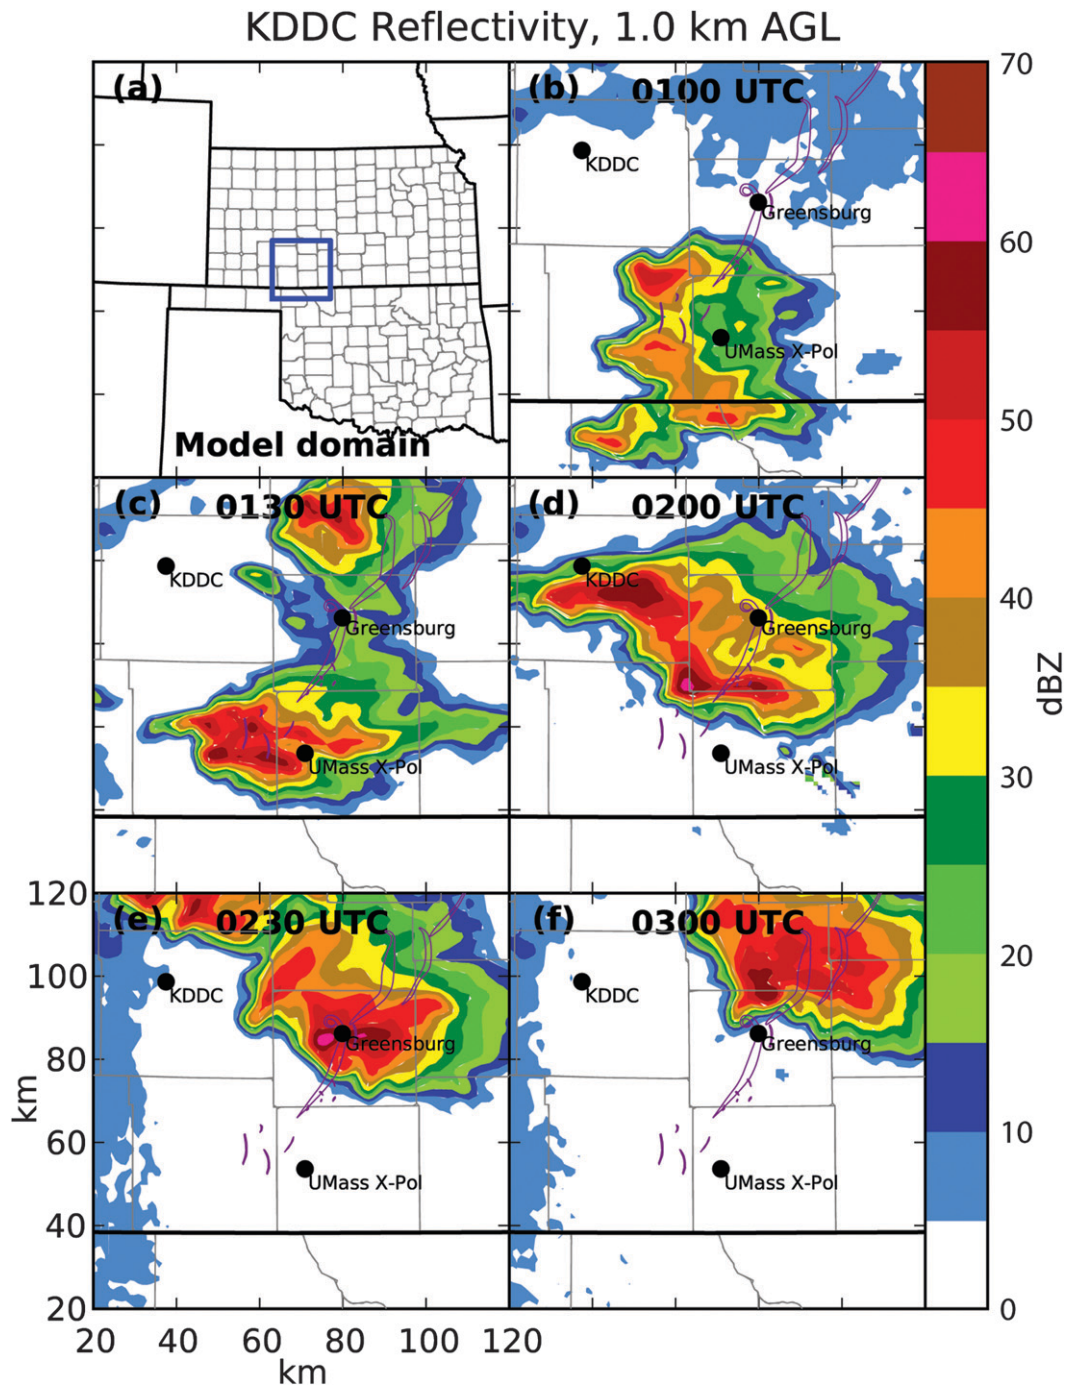 KDDC Reflectivity, 1.0 km AGL
(a)
Model domain
(b) 0100 UTC
KDDC
Greensburg
UMass X-Pol
(c) 0130 UTC
KDDC
Greensburg
UMass X-Pol
(d) 0200 UTC
KDDC
Greensburg
UMass X-Pol
(e) 0230 UTC
KDDC
Greensburg
UMass X-Pol
120
100
80
60
40
20
km
20 40 60 80 100 120
km
(f) 0300 UTC
KDDC
Greensburg
UMass X-Pol
70
60
50
40
30
20
10
0
dBZ